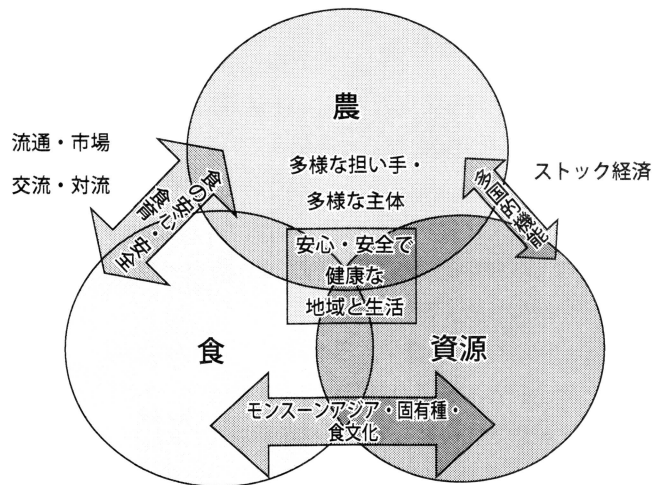 農
多様な担い手・
多様な主体
流通・市場
交流・対流
食の安心・安全
食育
ストック経済
多面的機能
安心・安全で
健康な
地域と生活
食
資源
モンスーンアジア・固有種・
食文化